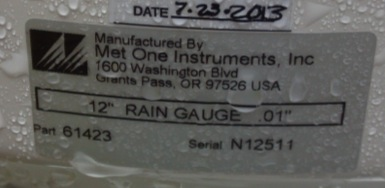 DATE 7-23-2013
Manufactured By
Met One Instruments, Inc
1600 Washington Blvd
Grants Pass, OR 97526 USA
12" RAIN GAUGE .01"
Part 61423
Serial N12511